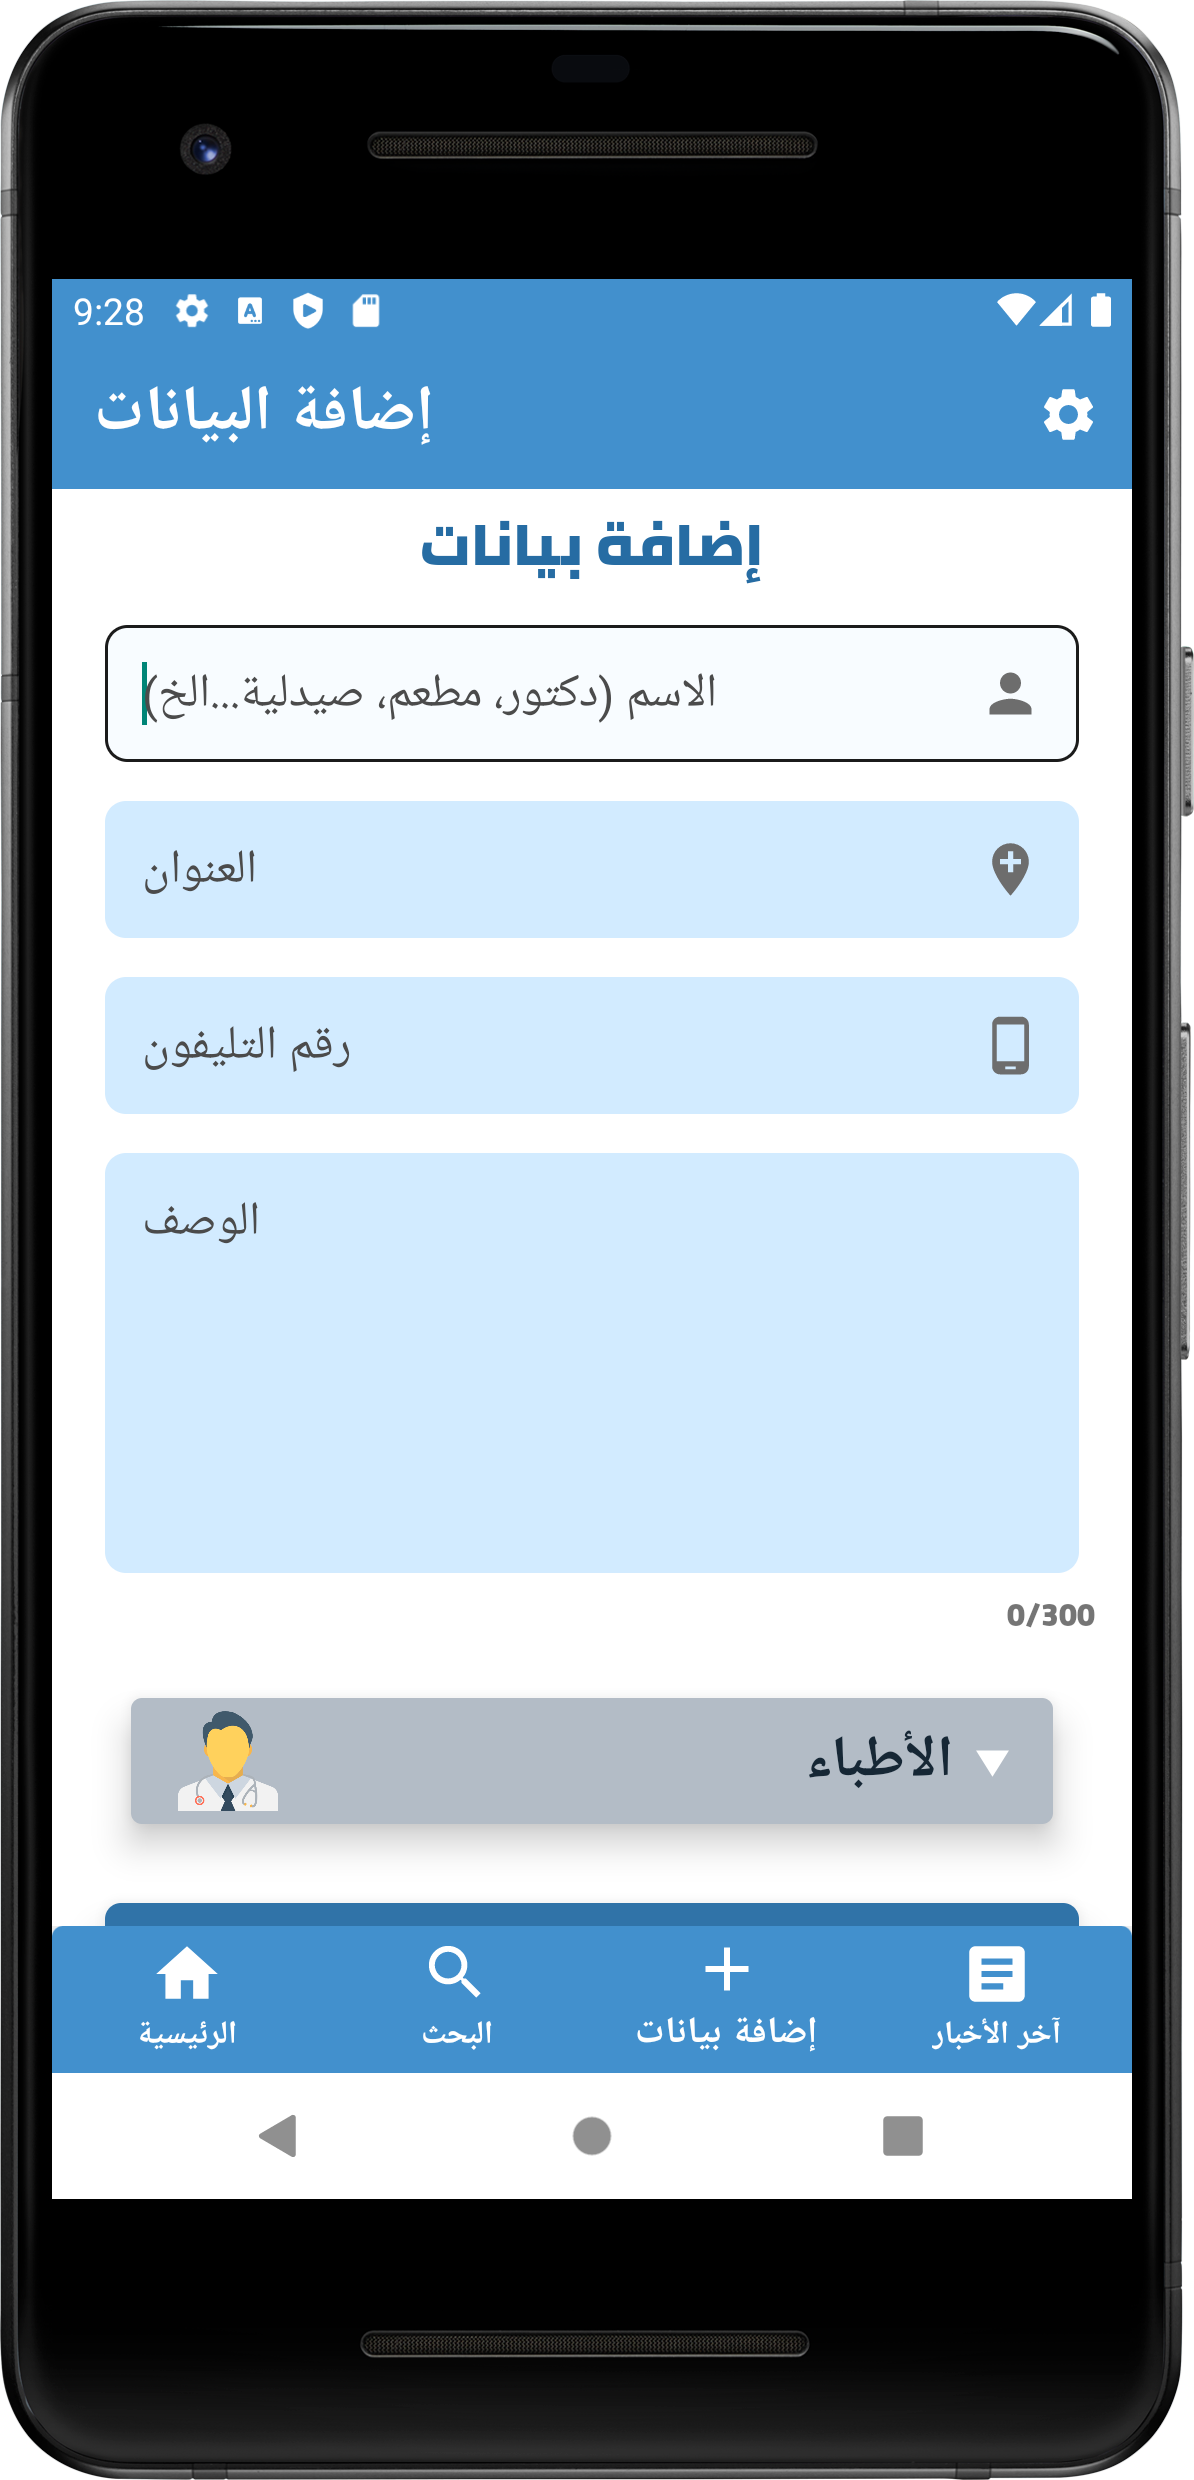 9:28
إضافة البيانات
إضافة بيانات
الاسم (دكتور، مطعم، صيدلية...الخ)
العنوان
رقم التليفون
الوصف
0/300
الأطباء
الرئيسية
البحث
إضافة بيانات
آخر الأخبار